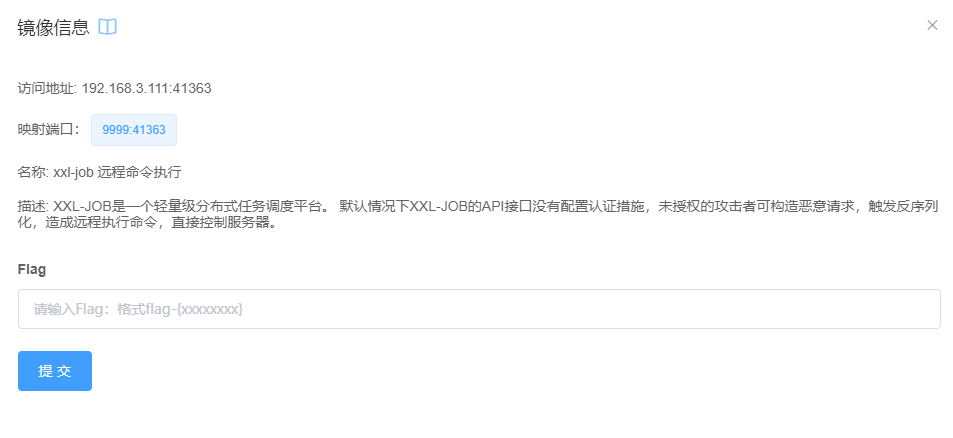 镜像信息
访问地址: 192.168.3.111:41363
映射端口： 9999:41363
名称: xxl-job 远程命令执行
描述: XXL-JOB是一个轻量级分布式任务调度平台。 默认情况下XXL-JOB的API接口没有配置认证措施，未授权的攻击者可构造恶意请求，触发反序列
化，造成远程执行命令，直接控制服务器。
Flag
请输入Flag：格式flag-{xxxxxxxx}
提 交